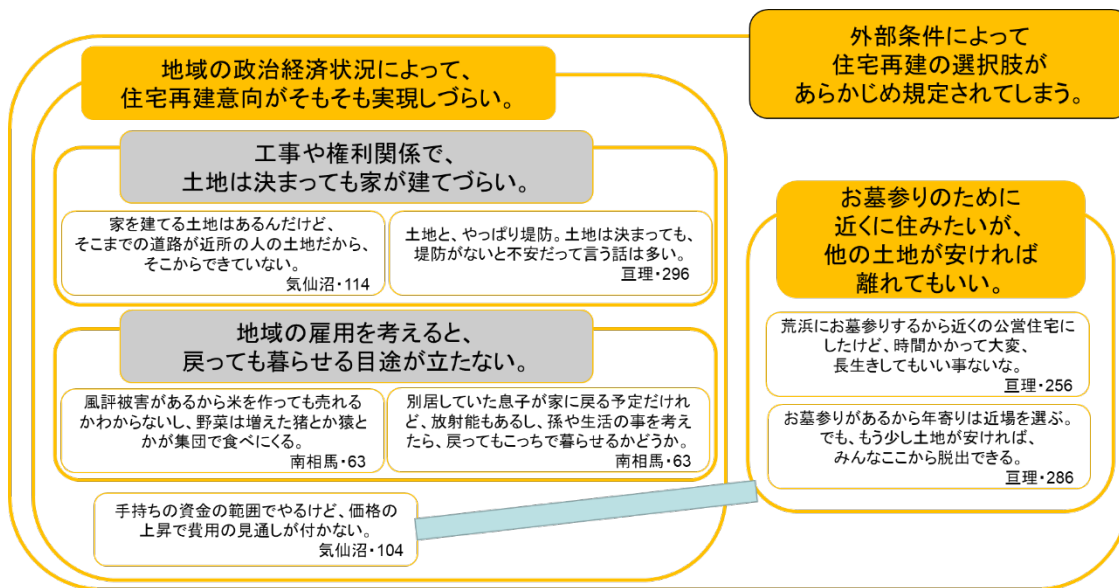 外部条件によって
住宅再建の選択肢が
あらかじめ規定されてしまう。
地域の政治経済状況によって、
住宅再建意向がそもそも実現しづらい。
工事や権利関係で、
土地は決まっても家が建てづらい。
家を建てる土地はあるんだけど、
そこまでの道路が近所の人の土地だから、
そこからできていない。
気仙沼・114
土地と、やっぱり堤防。土地は決まっても、
堤防がないと不安だって言う話は多い。
亘理・296
地域の雇用を考えると、
戻っても暮らせる目途が立たない。
風評被害があるから米を作っても売れる
かわからないし、野菜は増えた猪とか猿と
かが集団で食べにくる。
南相馬・63
別居していた息子が家に戻る予定だけれ
ど、放射能もあるし、孫や生活の事を考え
たら、戻ってもこっちで暮らせるかどうか。
南相馬・63
手持ちの資金の範囲でやるけど、価格の
上昇で費用の見通しが付かない。
気仙沼・104
お墓参りのために
近くに住みたいが、
他の土地が安ければ
離れてもいい。
荒浜にお墓参りするから近くの公営住宅に
したけど、時間かかって大変、
長生きしてもいい事ないな。
亘理・256
お墓参りがあるから年寄りは近場を選ぶ。
でも、もう少し土地が安ければ、
みんなここから脱出できる。
亘理・286